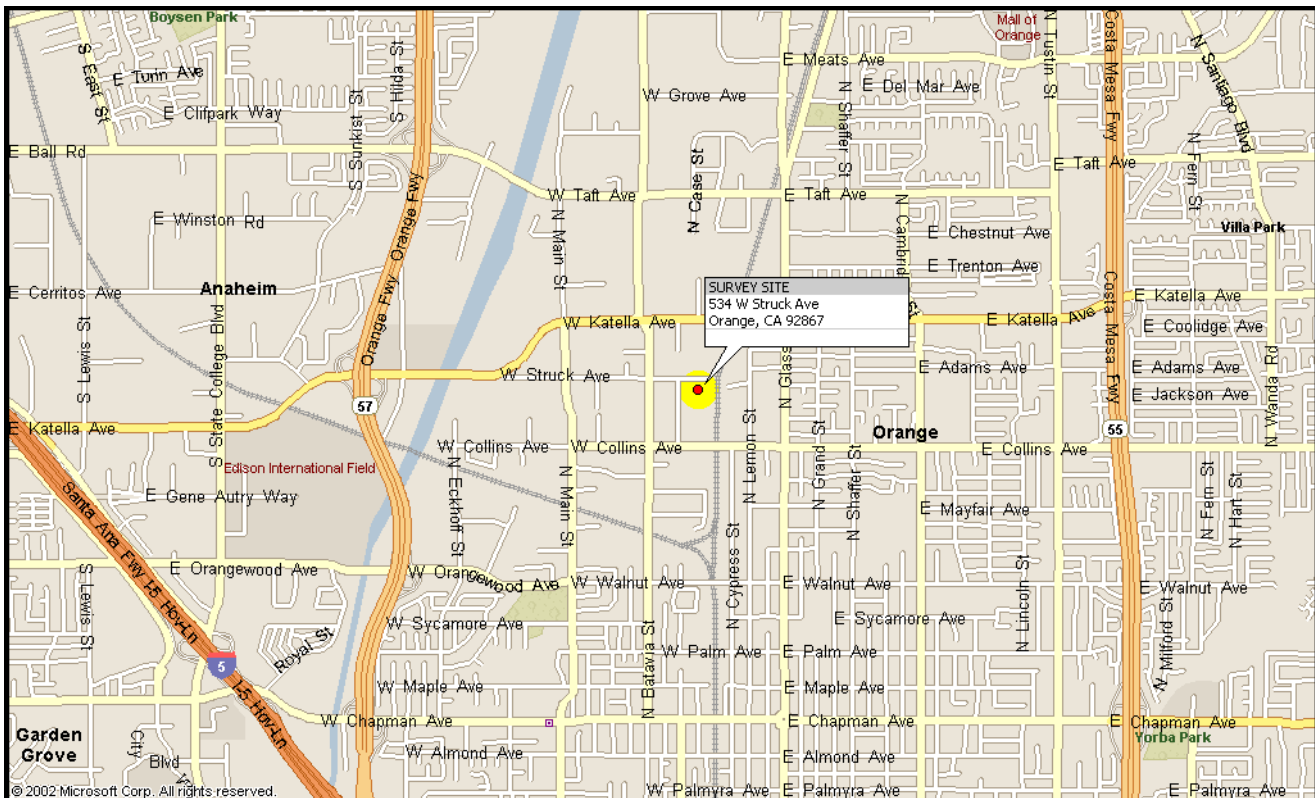 Boysen Park
Mall of
Orange
S East St
E Turin Ave
S Hilda St
N Tustin St
Costa Mesa Fwy
N Santiago Blvd
E Meats Ave
E Del Mar Ave
W Grove Ave
E Clifpark Way
S Sunkist St
N Shaffer St
N Case St
N Fern St
E Ball Rd
E Taft Ave
W Taft Ave
E Taft Ave
E Winston Rd
N Main St
Orange Fwy
Orange Fwy
E Chestnut Ave
Villa Park
E Trenton Ave
E Cerritos Ave
Anaheim
SURVEY SITE
534 W Struck Ave
Orange, CA 92867
Costa Mesa Fwy
E Katella Ave
W Katella Ave
St
E Katella Ave
E Coolidge Ave
S Lewis St
S State College Blvd
W Struck Ave
E Adams Ave
E Adams Ave
E Jackson Ave
N Wanda Rd
57
E Katella Ave
55
Orange
W Collins Ave
W Collins Ave
E Collins Ave
N Lemon St
N Grand St
N Shaffer St
Edison International Field
E Gene Autry Way
N Eckhoff St
N Main St
E Mayfair Ave
N Fern St
N Hart St
Santa Ana Fwy
I-5 Hov-Ln
E Orangewood Ave
W Orangewood Ave
W Walnut Ave
N Cypress St
E Walnut Ave
E Walnut Ave
S Lewis St
N Lincoln St
W Sycamore Ave
E Sycamore Ave
N Milford St
Royal St
N Batavia St
W Palm Ave
E Palm Ave
5
I-5 Hov-Ln
W Maple Ave
E Maple Ave
W Chapman Ave
E Chapman Ave
E Chapman Ave
Yorba Park
Garden
Grove
City
Blvd
W Almond Ave
E Almond Ave
W Palmyra Ave
E Palmyra Ave
E Palmyra Ave
© 2002 Microsoft Corp. All rights reserved.